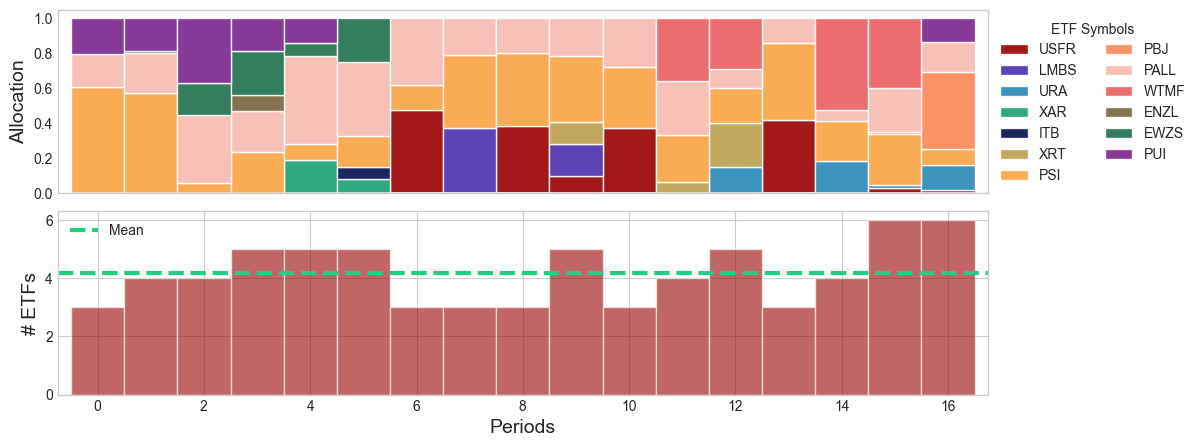 Allocation
1.0
0.8
0.6
0.4
0.2
0.0
ETF Symbols
USFR
LMBS
URA
XAR
ITB
XRT
PSI
PBJ
PALL
WTMF
ENZL
EWZS
PUI
# ETFs
6
4
2
0
Mean
0 2 4 6 8 10 12 14 16
Periods